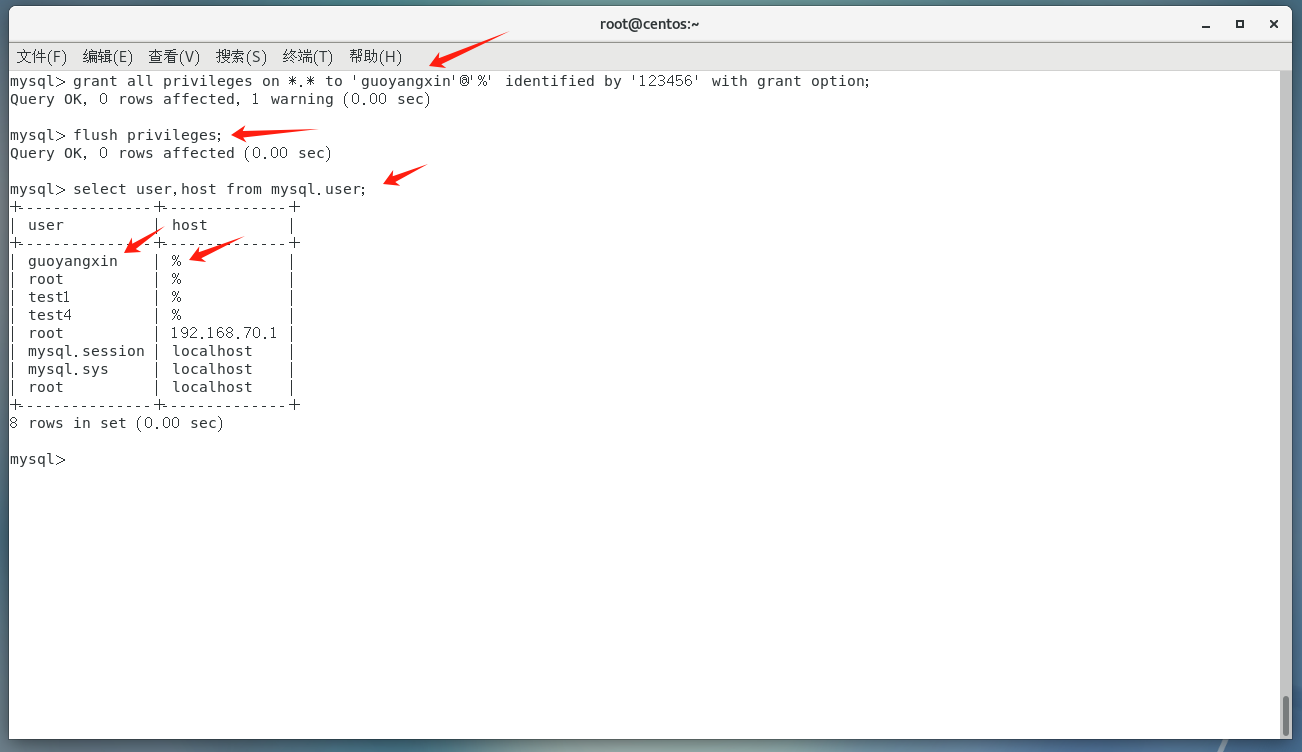 root@centos:~
文件(F) 编辑(E) 查看(V) 搜索(S) 终端(T) 帮助(H)
mysql> grant all privileges on *.* to 'guoyangxin'@'%' identified by '123456' with grant option;
Query OK, 0 rows affected, 1 warning (0.00 sec)
mysql> flush privileges;
Query OK, 0 rows affected (0.00 sec)
mysql> select user,host from mysql.user;
+---------------+--------------+
| user          | host         |
+---------------+--------------+
| guoyangxin    | %            |
| root          | %            |
| test1         | %            |
| test4         | %            |
| root          | 192.168.70.1 |
| mysql.session | localhost    |
| mysql.sys     | localhost    |
| root          | localhost    |
+---------------+--------------+
8 rows in set (0.00 sec)
mysql>